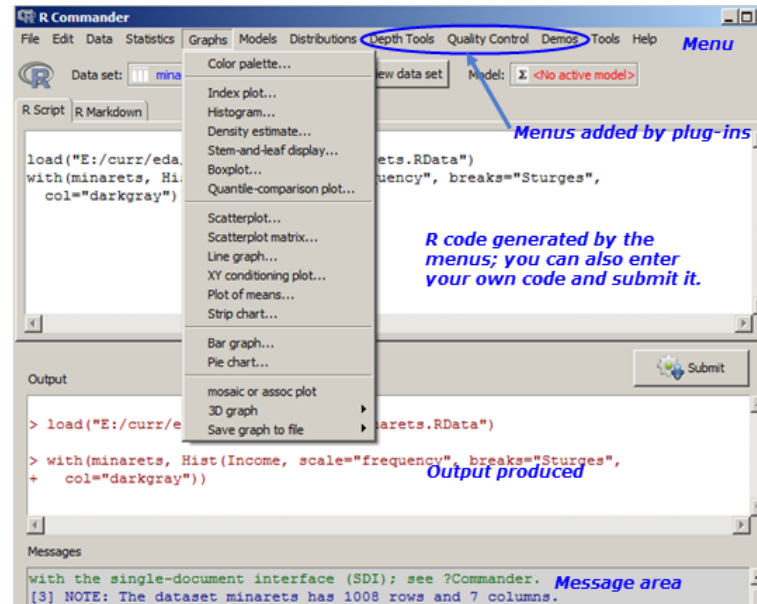 R Commander
File Edit Data Statistics Graphs Models Distributions Depth Tools Quality Control Demos Tools Help Menu
Data set: mina
ew data set Model: Σ <No active model>
R Script R Markdown
Color palette...
Index plot...
Histogram...
Density estimate...
Stem-and-leaf display...
Boxplot...
Quantile-comparison plot...
Scatterplot...
Scatterplot matrix...
Line graph...
XY conditioning plot...
Plot of means...
Strip chart...
Bar graph...
Pie chart...
mosaic or assoc plot
3D graph
Save graph to file
Menus added by plug-ins
load("E:/curr/eda ets.RData")
with(minarets, Hi uency", breaks="Sturges",
col="darkgray")
R code generated by the
menus; you can also enter
your own code and submit it.
Submit
Output
> load("E:/curr/e arets.RData")
> with(minarets, Hist(Income, scale="frequency", breaks="Sturges",
+ col="darkgray"))
Output produced
Messages
with the single-document interface (SDI); see ?Commander.
Message area
[3] NOTE: The dataset minarets has 1008 rows and 7 columns.